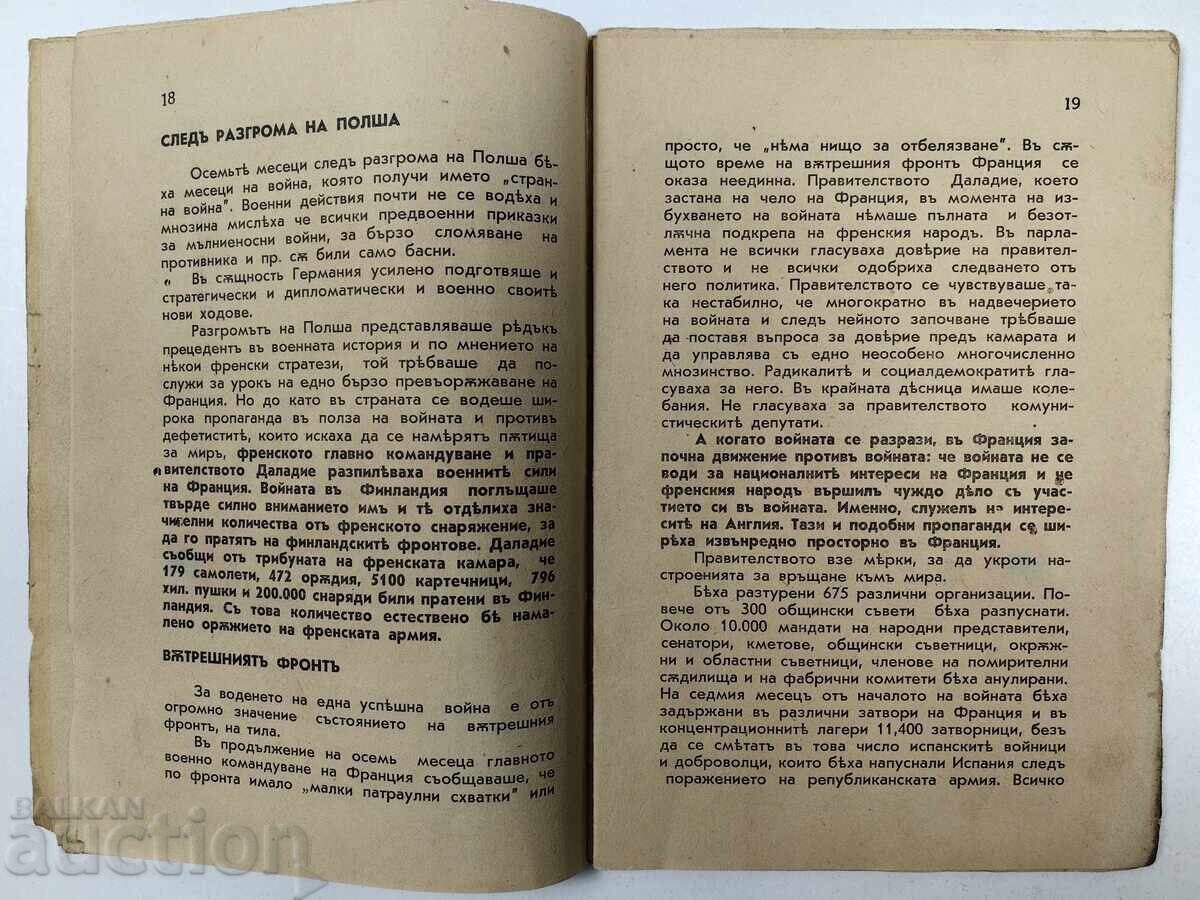 18
СЛЕДЪ РАЗГРОМА НА ПОЛША
Осемьтѣ месеци следъ разгрома на Полша бѣ-
ха месеци на война, която получи името „стран-
на война". Военни действия почти не се водѣха и
мнозина мислѣха че всички предвоенни приказки
за мълниеносни войни, за бързо сломяване на
противника и пр. сѫ били само басни.
Въ сѫщность Германия усилено подготвяше и
стратегически и дипломатически и военно своитѣ
нови ходове.
Разгромътъ на Полша представляваше рѣдъкъ
прецедентъ въ военната история и по мнението на
нѣкои френски стратези, той трѣбваше да по-
служи за урокъ на едно бързо превъорѫжаване на
Франция. Но до като въ страната се водеше ши-
рока пропаганда въ полза на войната и противъ
дефетиститѣ, които искаха да се намѣрятъ пѫтища
за миръ, френското главно командуване и пра-
вителството Даладие разпилѣваха военнитѣ сили
на Франция. Войната въ Финландия поглъщаше
твърде силно вниманието имъ и тѣ отдѣлиха зна-
чителни количества отъ френското снаряжение, за
да го пратятъ на финландскитѣ фронтове. Даладие
съобщи отъ трибуната на френската камара, че
179 самолети, 472 орѫдия, 5100 картечници, 796
хил. пушки и 200.000 снаряди били пратени въ Фин-
ландия. Съ това количество естествено бѣ нама-
лено орѫжието на френската армия.
ВѪТРЕШНИЯТЪ ФРОНТЪ
За воденето на една успѣшна война е отъ
огромно значение състоянието на вѫтрешния
фронтъ, на тила.
Въ продължение на осемь месеца главното
военно командуване на Франция съобщаваше, че
по фронта имало „малки патраулни схватки" или
19
просто, че „нѣма нищо за отбелязване". Въ сѫ-
щото време на вѫтрешния фронтъ Франция се
оказа неединна. Правителството Даладие, което
застана на чело на Франция, въ момента на из-
бухването на войната нѣмаше пълната и безот-
лѫчна подкрепа на френския народъ. Въ парла-
мента не всички гласуваха довѣрие на правител-
ството и не всички одобриха следването отъ
него политика. Правителството се чувствуваше та-
ка нестабилно, че многократно въ надвечерието
на войната и следъ нейното започване трѣбваше
да поставя въпроса за довѣрие предъ камарата и
да управлява съ едно неособено многочисленно
мнозинство. Радикалитѣ и социалдемократитѣ гла-
суваха за него. Въ крайната дѣсница имаше коле-
бания. Не гласуваха за правителството комуни-
стическитѣ депутати.
А когато войната се разрази, въ Франция за-
почна движение противъ войната: че войната не се
води за националнитѣ интереси на Франция и че
френския народъ вършилъ чуждо дѣло съ учас-
тието си въ войната. Именно, служелъ на интере-
ситѣ на Англия. Тази и подобни пропаганди се ши-
рѣха извънредно просторно въ Франция.
Правителството взе мѣрки, за да укроти на-
строенията за връщане къмъ мира.
Бѣха разтурени 675 различни организации. По-
вече отъ 300 общински съвети бѣха разпуснати.
Около 10.000 мандати на народни представители,
сенатори, кметове, общински съветници, окрѫж-
ни и областни съветници, членове на помирителни
сѫдилища и на фабрични комитети бѣха анулирани.
На седмия месецъ отъ началото на войната бѣха
задържани въ различни затвори на Франция и въ
концентрационнитѣ лагери 11,400 затворници, безъ
да се смѣтатъ въ това число испанскитѣ войници
и доброволци, които бѣха напуснали Испания следъ
поражението на републиканската армия. Всичко
BALKAN
auction